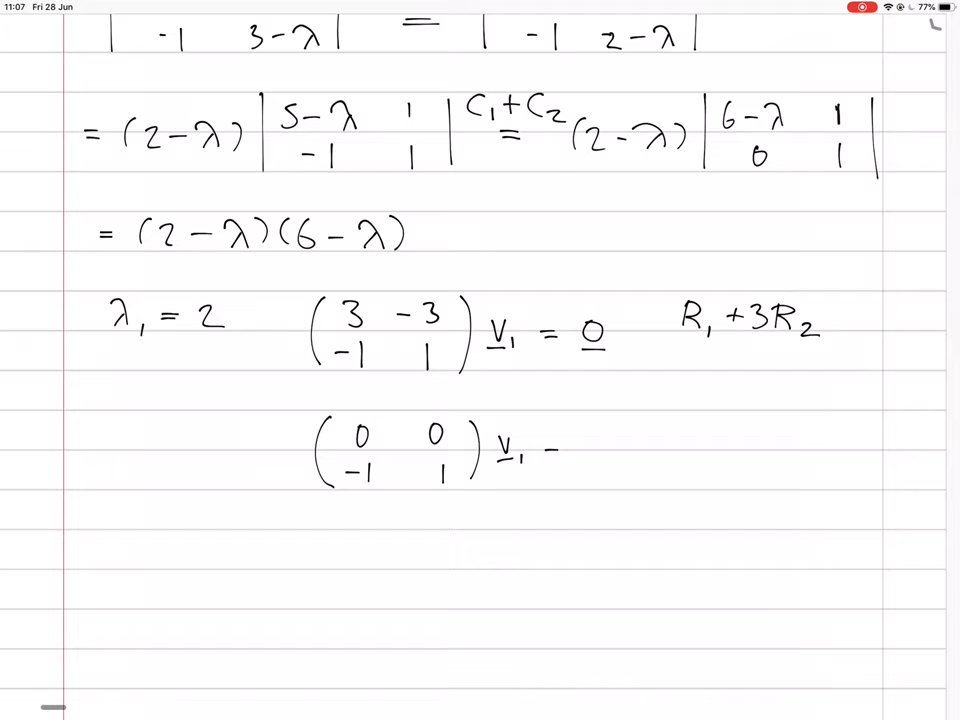 11:07 Fri 28 Jun 77%
| -1 3-λ | = | -1 2-λ |
= (2-λ) | 5-λ 1 | C₁+C₂ = (2-λ) | 6-λ 1 |
| -1 1 | | 0 1 |
= (2-λ)(6-λ)
λ₁ = 2 ( 3 -3 ) v₁ = 0 R₁ + 3R₂
( -1 1 )
( 0 0 ) v₁ -
( -1 1 )